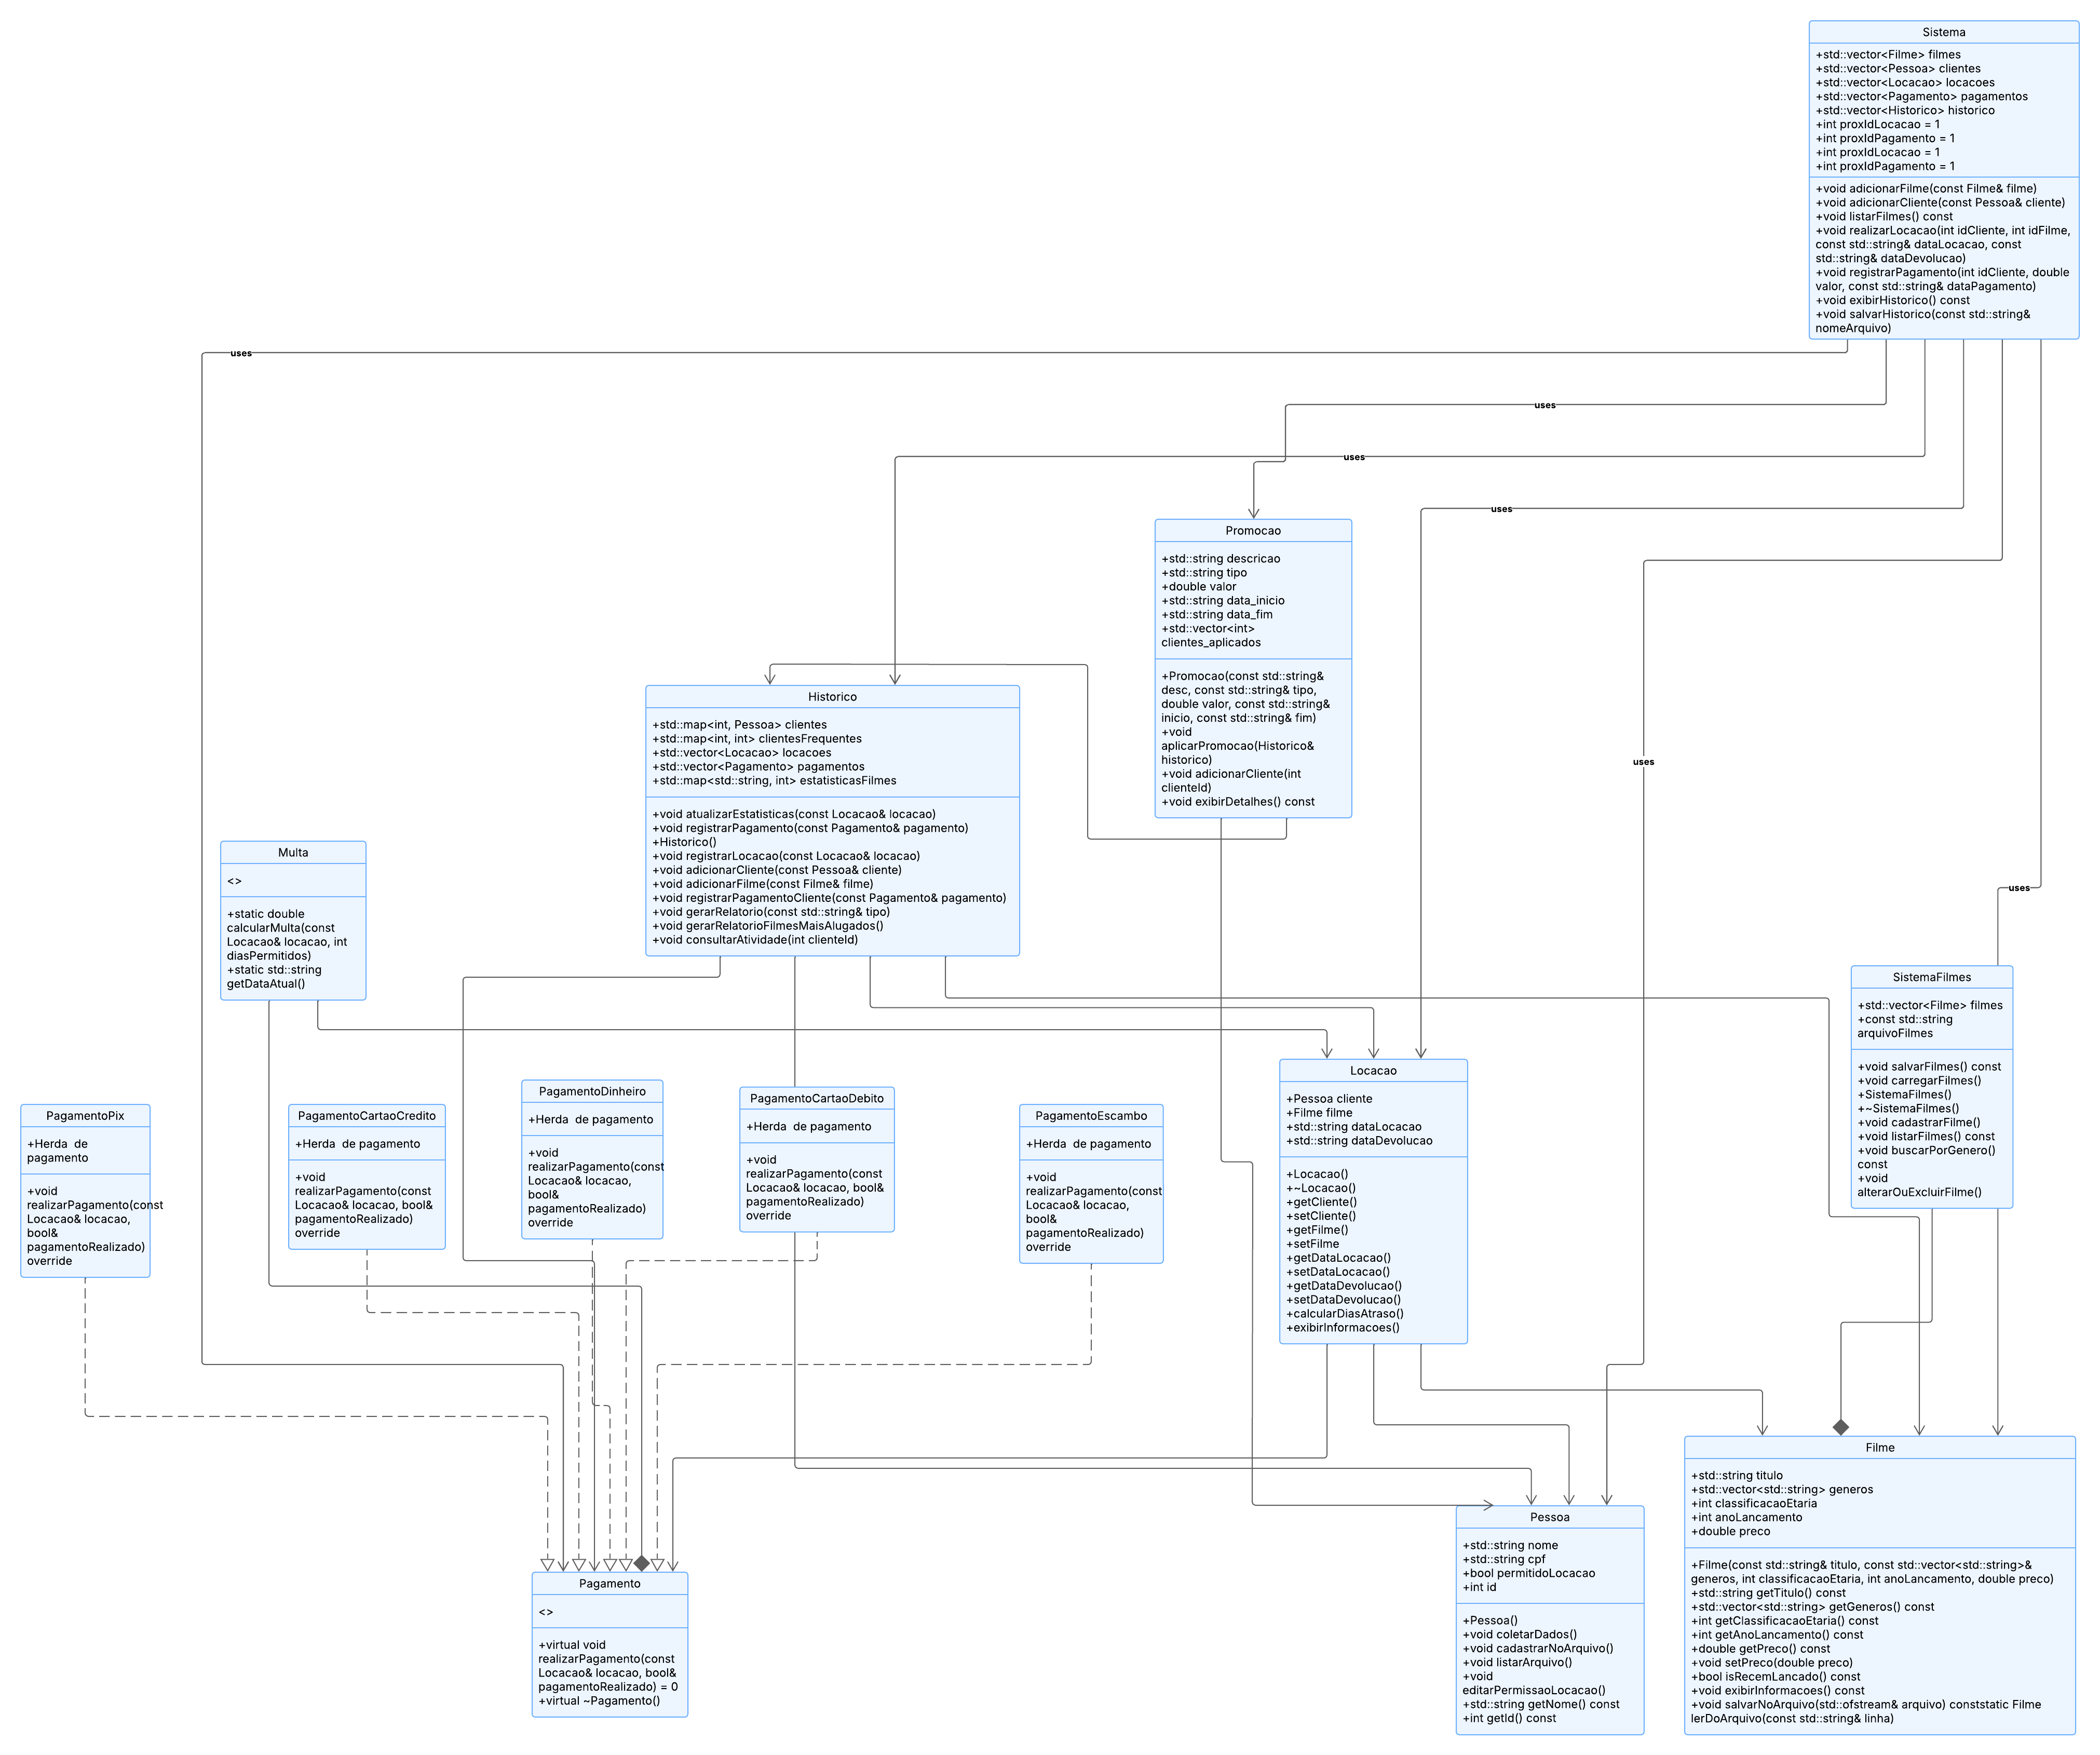 Sistema
+std::vector<Filme> filmes
+std::vector<Pessoa> clientes
+std::vector<Locacao> locacoes
+std::vector<Pagamento> pagamentos
+std::vector<Historico> historico
+int proxIdLocacao = 1
+int proxIdPagamento = 1
+int proxIdLocacao = 1
+int proxIdPagamento = 1
+void adicionarFilme(const Filme& filme)
+void adicionarCliente(const Pessoa& cliente)
+void listarFilmes() const
+void realizarLocacao(int idCliente, int idFilme,
const std::string& dataLocacao, const
std::string& dataDevolucao)
+void registrarPagamento(int idCliente, double
valor, const std::string& dataPagamento)
+void exibirHistorico() const
+void salvarHistorico(const std::string&
nomeArquivo)
uses
uses
uses
uses
uses
uses
Promocao
+std::string descricao
+std::string tipo
+double valor
+std::string data_inicio
+std::string data_fim
+std::vector<int>
clientes_aplicados
+Promocao(const std::string&
desc, const std::string& tipo,
double valor, const std::string&
inicio, const std::string& fim)
+void
aplicarPromocao(Historico&
historico)
+void adicionarCliente(int
clienteId)
+void exibirDetalhes() const
Historico
+std::map<int, Pessoa> clientes
+std::map<int, int> clientesFrequentes
+std::vector<Locacao> locacoes
+std::vector<Pagamento> pagamentos
+std::map<std::string, int> estatisticasFilmes
+void atualizarEstatisticas(const Locacao& locacao)
+void registrarPagamento(const Pagamento& pagamento)
+Historico()
+void registrarLocacao(const Locacao& locacao)
+void adicionarCliente(const Pessoa& cliente)
+void adicionarFilme(const Filme& filme)
+void registrarPagamentoCliente(const Pagamento& pagamento)
+void gerarRelatorio(const std::string& tipo)
+void gerarRelatorioFilmesMaisAlugados()
+void consultarAtividade(int clienteId)
Multa
<>
+static double
calcularMulta(const
Locacao& locacao, int
diasPermitidos)
+static std::string
getDataAtual()
SistemaFilmes
+std::vector<Filme> filmes
+const std::string
arquivoFilmes
+void salvarFilmes() const
+void carregarFilmes()
+SistemaFilmes()
+~SistemaFilmes()
+void cadastrarFilme()
+void listarFilmes() const
+void buscarPorGenero()
const
+void
alterarOuExcluirFilme()
PagamentoPix
+Herda  de
pagamento
+void
realizarPagamento(const
Locacao& locacao,
bool&
pagamentoRealizado)
override
PagamentoCartaoCredito
+Herda  de pagamento
+void
realizarPagamento(const
Locacao& locacao, bool&
pagamentoRealizado)
override
PagamentoDinheiro
+Herda  de pagamento
+void
realizarPagamento(const
Locacao& locacao,
bool&
pagamentoRealizado)
override
PagamentoCartaoDebito
+Herda  de pagamento
+void
realizarPagamento(const
Locacao& locacao, bool&
pagamentoRealizado)
override
PagamentoEscambo
+Herda  de pagamento
+void
realizarPagamento(const
Locacao& locacao,
bool&
pagamentoRealizado)
override
Locacao
+Pessoa cliente
+Filme filme
+std::string dataLocacao
+std::string dataDevolucao
+Locacao()
+~Locacao()
+getCliente()
+setCliente()
+getFilme()
+setFilme
+getDataLocacao()
+setDataLocacao()
+getDataDevolucao()
+setDataDevolucao()
+calcularDiasAtraso()
+exibirInformacoes()
Pagamento
<>
+virtual void
realizarPagamento(const
Locacao& locacao, bool&
pagamentoRealizado) = 0
+virtual ~Pagamento()
Pessoa
+std::string nome
+std::string cpf
+bool permitidoLocacao
+int id
+Pessoa()
+void coletarDados()
+void cadastrarNoArquivo()
+void listarArquivo()
+void
editarPermissaoLocacao()
+std::string getNome() const
+int getId() const
Filme
+std::string titulo
+std::vector<std::string> generos
+int classificacaoEtaria
+int anoLancamento
+double preco
+Filme(const std::string& titulo, const std::vector<std::string>&
generos, int classificacaoEtaria, int anoLancamento, double preco)
+std::string getTitulo() const
+std::vector<std::string> getGeneros() const
+int getClassificacaoEtaria() const
+int getAnoLancamento() const
+double getPreco() const
+void setPreco(double preco)
+bool isRecemLancado() const
+void exibirInformacoes() const
+void salvarNoArquivo(std::ofstream& arquivo) conststatic Filme
lerDoArquivo(const std::string& linha)